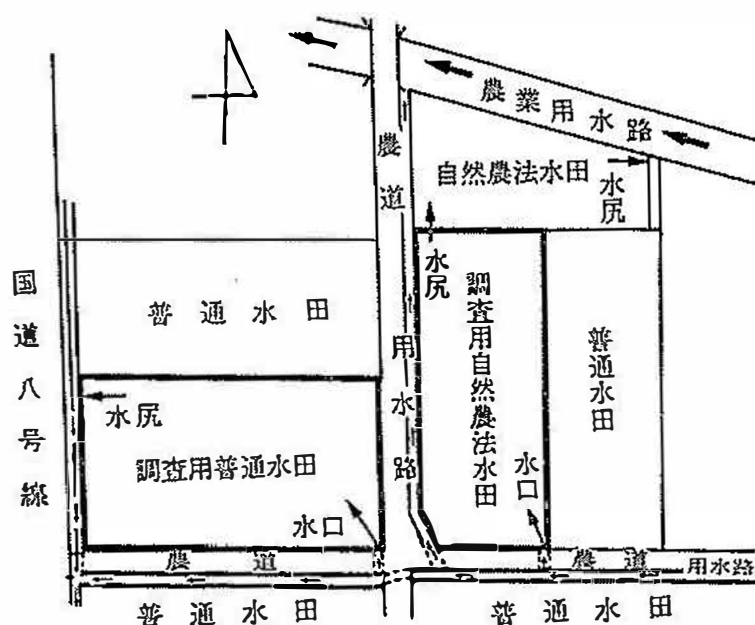 農業用水路
農道
自然農法水田
水尻
水尻
国道八号線
普通水田
用水路
調査用自然農法水田
普通水田
水尻
調査用普通水田
水口
水口
農道
農道
用水路
普通水田
普通水田